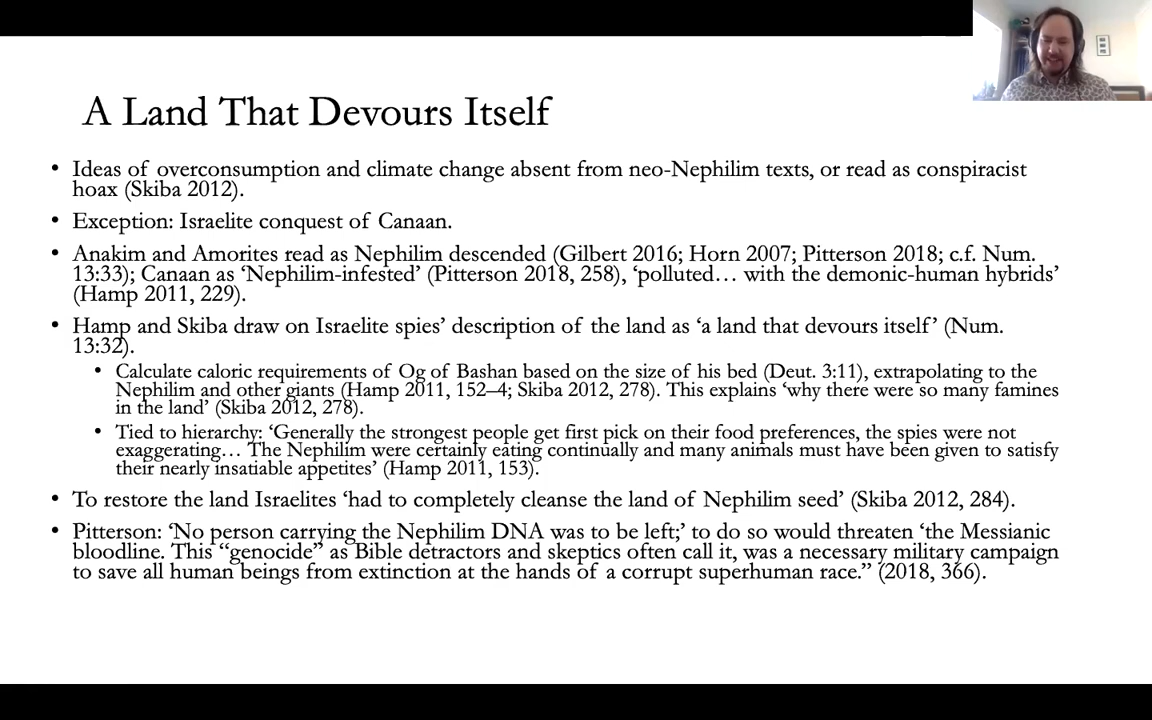 A Land That Devours Itself
• Ideas of overconsumption and climate change absent from neo-Nephilim texts, or read as conspiracist
hoax (Skiba 2012).
• Exception: Israelite conquest of Canaan.
• Anakim and Amorites read as Nephilim descended (Gilbert 2016; Horn 2007; Pitterson 2018; c.f. Num.
13:33); Canaan as ‘Nephilim-infested’ (Pitterson 2018, 258), ‘polluted… with the demonic-human hybrids’
(Hamp 2011, 229).
• Hamp and Skiba draw on Israelite spies’ description of the land as ‘a land that devours itself’ (Num.
13:32).
• Calculate caloric requirements of Og of Bashan based on the size of his bed (Deut. 3:11), extrapolating to the
Nephilim and other giants (Hamp 2011, 152–4; Skiba 2012, 278). This explains ‘why there were so many famines
in the land’ (Skiba 2012, 278).
• Tied to hierarchy: ‘Generally the strongest people get first pick on their food preferences, the spies were not
exaggerating… The Nephilim were certainly eating continually and many animals must have been given to satisfy
their nearly insatiable appetites’ (Hamp 2011, 153).
• To restore the land Israelites ‘had to completely cleanse the land of Nephilim seed’ (Skiba 2012, 284).
• Pitterson: ‘No person carrying the Nephilim DNA was to be left;’ to do so would threaten ‘the Messianic
bloodline. This “genocide” as Bible detractors and skeptics often call it, was a necessary military campaign
to save all human beings from extinction at the hands of a corrupt superhuman race.” (2018, 366).